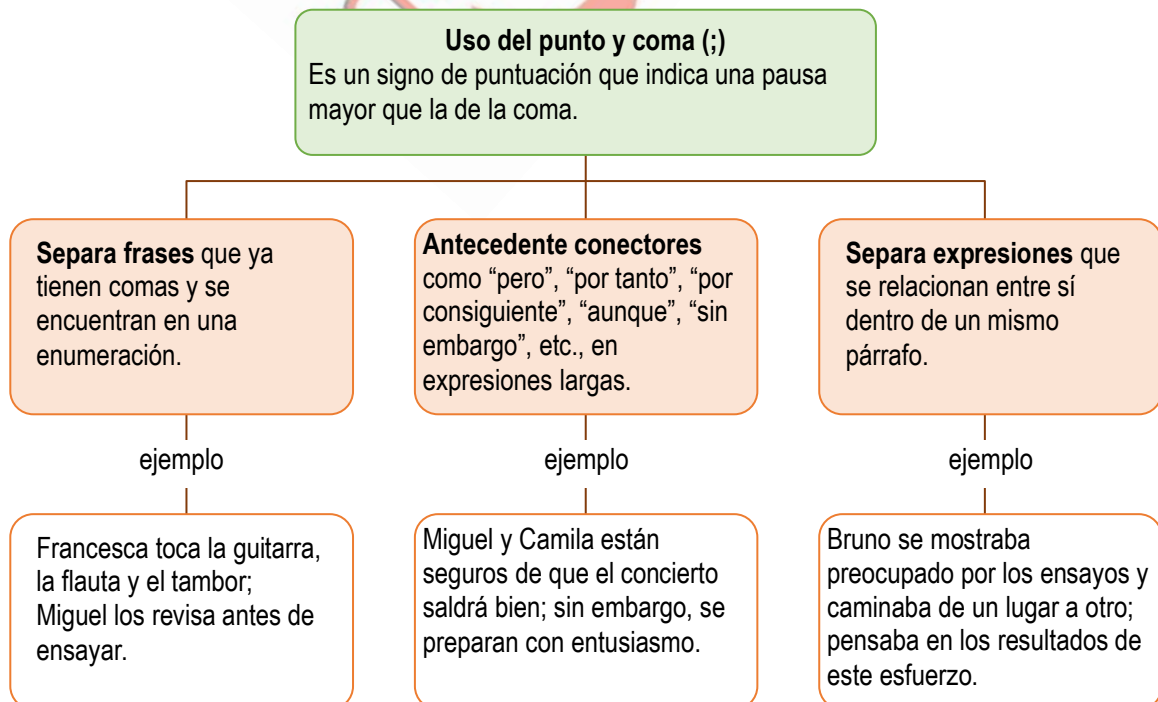 Uso del punto y coma (;)
Es un signo de puntuación que indica una pausa
mayor que la de la coma.
Separa frases que ya
tienen comas y se
encuentran en una
enumeración.
Antecedente conectores
como “pero”, “por tanto”, “por
consiguiente”, “aunque”, “sin
embargo”, etc., en
expresiones largas.
Separa expresiones que
se relacionan entre sí
dentro de un mismo
párrafo.
ejemplo
ejemplo
ejemplo
Francesca toca la guitarra,
la flauta y el tambor;
Miguel los revisa antes de
ensayar.
Miguel y Camila están
seguros de que el concierto
saldrá bien; sin embargo, se
preparan con entusiasmo.
Bruno se mostraba
preocupado por los ensayos y
caminaba de un lugar a otro;
pensaba en los resultados de
este esfuerzo.